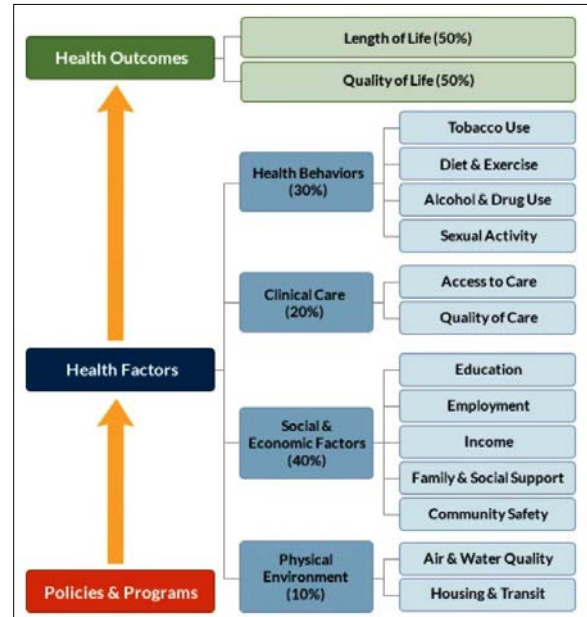 Health Outcomes
Length of Life (50%)
Quality of Life (50%)
Health Behaviors
(30%)
Tobacco Use
Diet & Exercise
Alcohol & Drug Use
Sexual Activity
Clinical Care
(20%)
Access to Care
Quality of Care
Health Factors
Social &
Economic Factors
(40%)
Education
Employment
Income
Family & Social Support
Community Safety
Physical
Environment
(10%)
Air & Water Quality
Housing & Transit
Policies & Programs